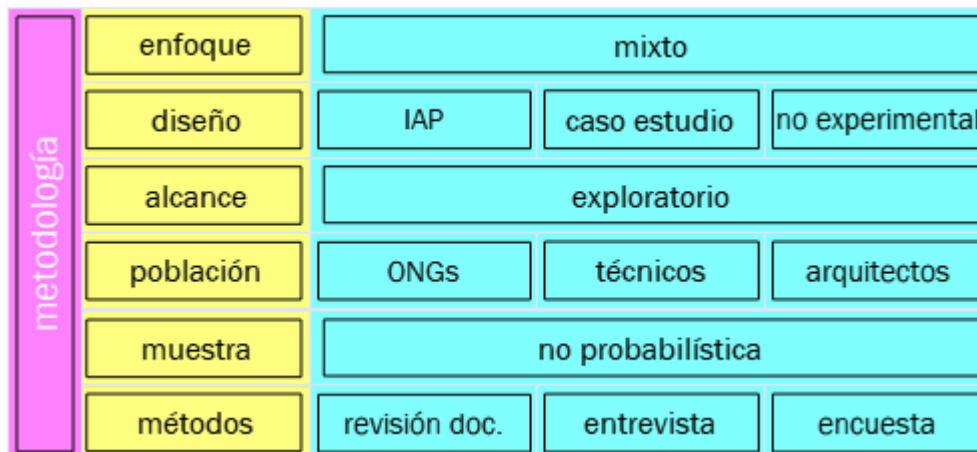 metodología
enfoque
mixto
diseño
IAP
caso estudio
no experimental
alcance
exploratorio
población
ONGs
técnicos
arquitectos
muestra
no probabilística
métodos
revisión doc.
entrevista
encuesta